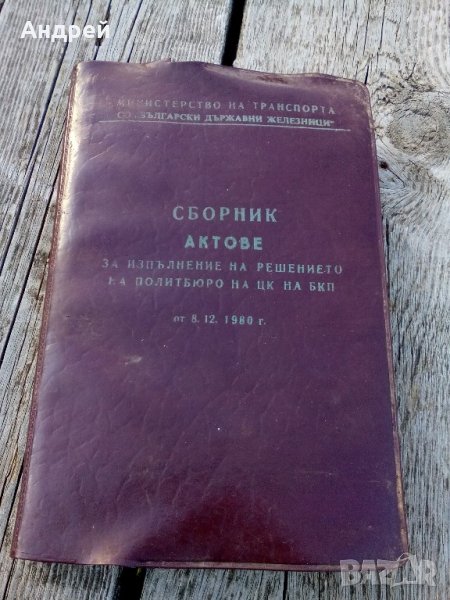 Андрей
МИНИСТЕРСТВО НА ТРАНСПОРТА
СО „БЪЛГАРСКИ ДЪРЖАВНИ ЖЕЛЕЗНИЦИ"
СБОРНИК
АКТОВЕ
ЗА ИЗПЪЛНЕНИЕ НА РЕШЕНИЕТО
НА ПОЛИТБЮРО НА ЦК НА БКП
от 8. 12. 1980 г.
BAZAR